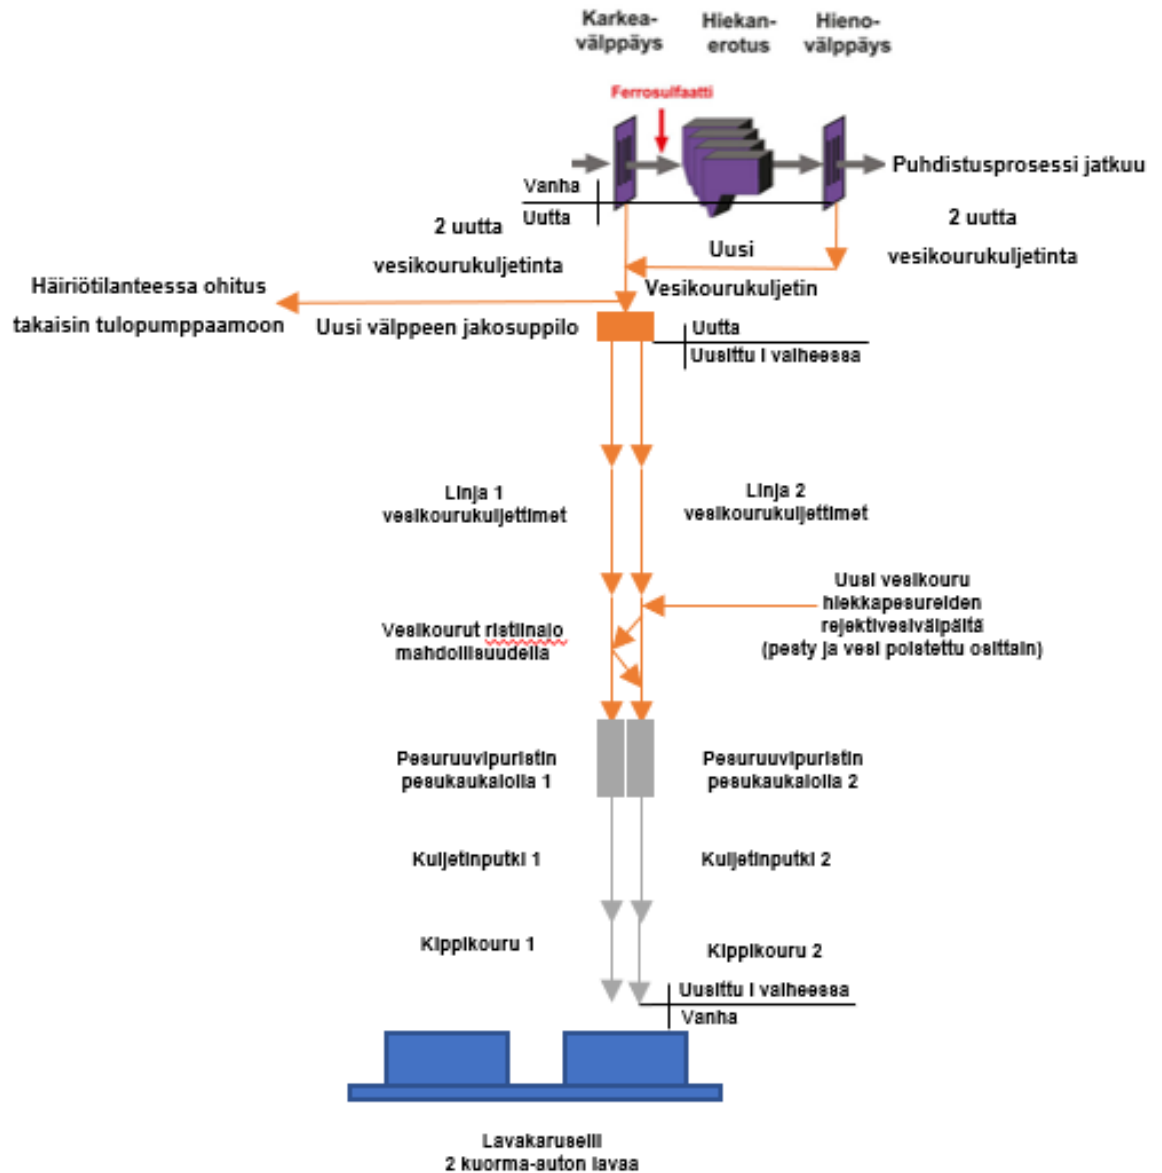 Karkea-
välppäys
Hiekan-
erotus
Hieno-
välppäys
Ferrosulfaatti
Puhdistusprosessi jatkuu
Vanha
Uutta
2 uutta
vesikourukuljetinta
Uusi
Vesikourukuljetin
2 uutta
vesikourukuljetinta
Häiriötilanteessa ohitus
takaisin tulopumppaamoon
Uusi välppeen jakosuppilo
Uutta
Uusittu I vaiheessa
Linja 1
vesikourukuljettimet
Linja 2
vesikourukuljettimet
Uusi vesikouru
hiekkapesureiden
rejektivesivälpältä
(pesty ja vesi poistettu osittain)
Vesikourut ristiinajo
mahdollisuudella
Pesuruuvipuristin
pesukaukalolla 1
Pesuruuvipuristin
pesukaukalolla 2
Kuljetinputki 1
Kuljetinputki 2
Kippikouru 1
Kippikouru 2
Uusittu I vaiheessa
Vanha
Lavakaruselli
2 kuorma-auton lavaa